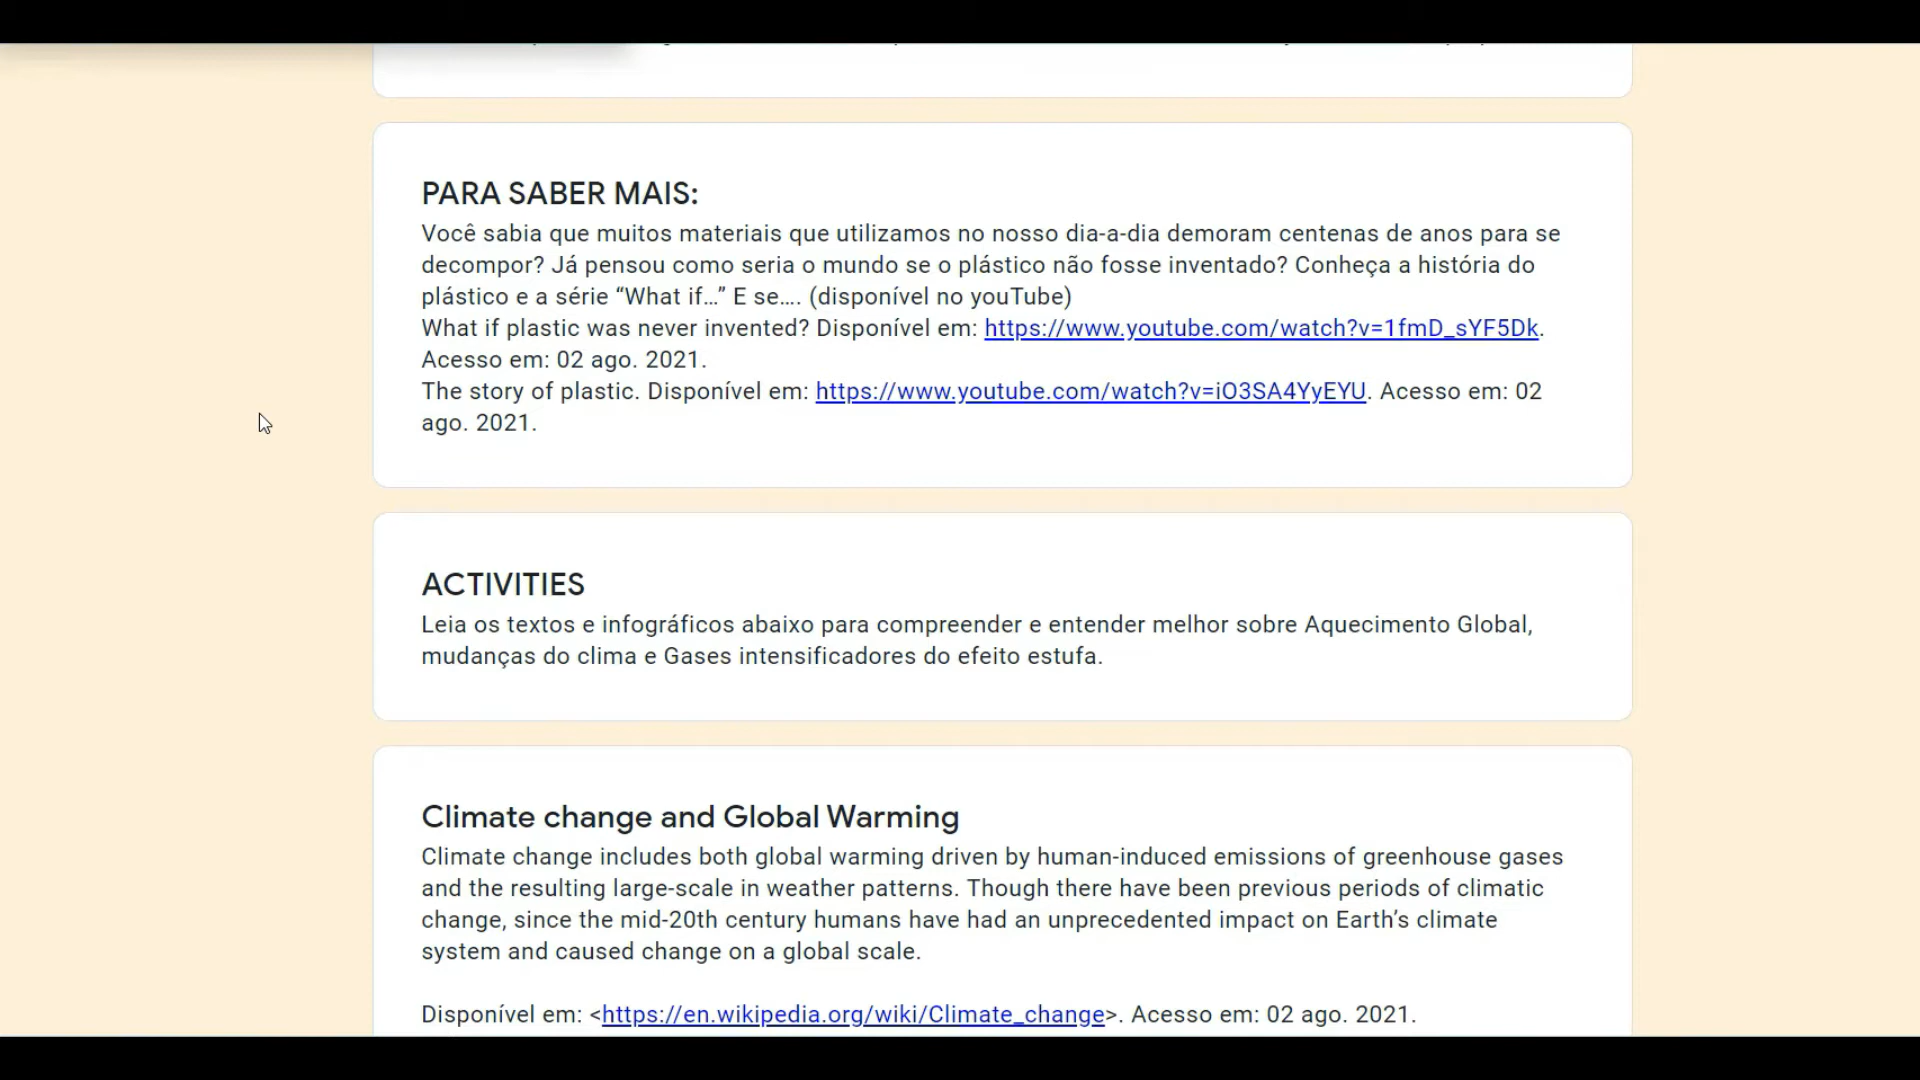 PARA SABER MAIS:
Você sabia que muitos materiais que utilizamos no nosso dia-a-dia demoram centenas de anos para se
decompor? Já pensou como seria o mundo se o plástico não fosse inventado? Conheça a história do
plástico e a série “What if…” E se…. (disponível no youTube)
What if plastic was never invented? Disponível em: https://www.youtube.com/watch?v=1fmD_sYF5Dk.
Acesso em: 02 ago. 2021.
The story of plastic. Disponível em: https://www.youtube.com/watch?v=iO3SA4YyEYU. Acesso em: 02
ago. 2021.
ACTIVITIES
Leia os textos e infográficos abaixo para compreender e entender melhor sobre Aquecimento Global,
mudanças do clima e Gases intensificadores do efeito estufa.
Climate change and Global Warming
Climate change includes both global warming driven by human-induced emissions of greenhouse gases
and the resulting large-scale in weather patterns. Though there have been previous periods of climatic
change, since the mid-20th century humans have had an unprecedented impact on Earth’s climate
system and caused change on a global scale.
Disponível em: <https://en.wikipedia.org/wiki/Climate_change>. Acesso em: 02 ago. 2021.